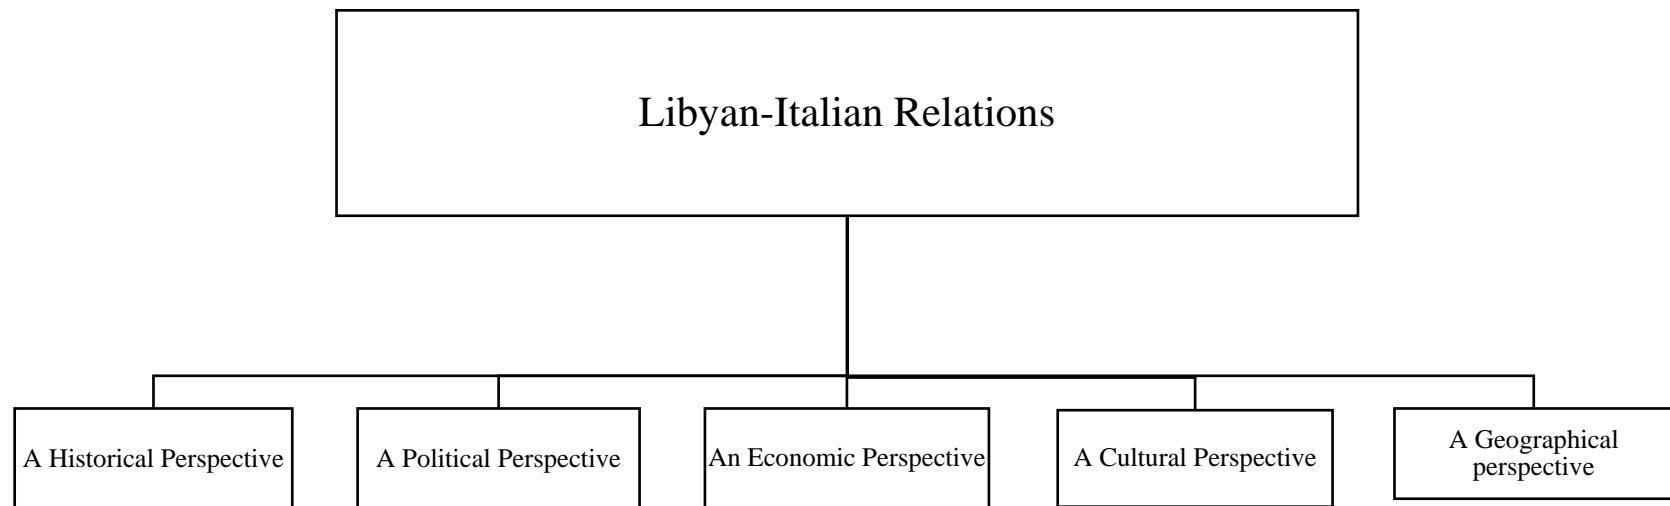 Libyan-Italian Relations
A Historical Perspective
A Political Perspective
An Economic Perspective
A Cultural Perspective
A Geographical
perspective